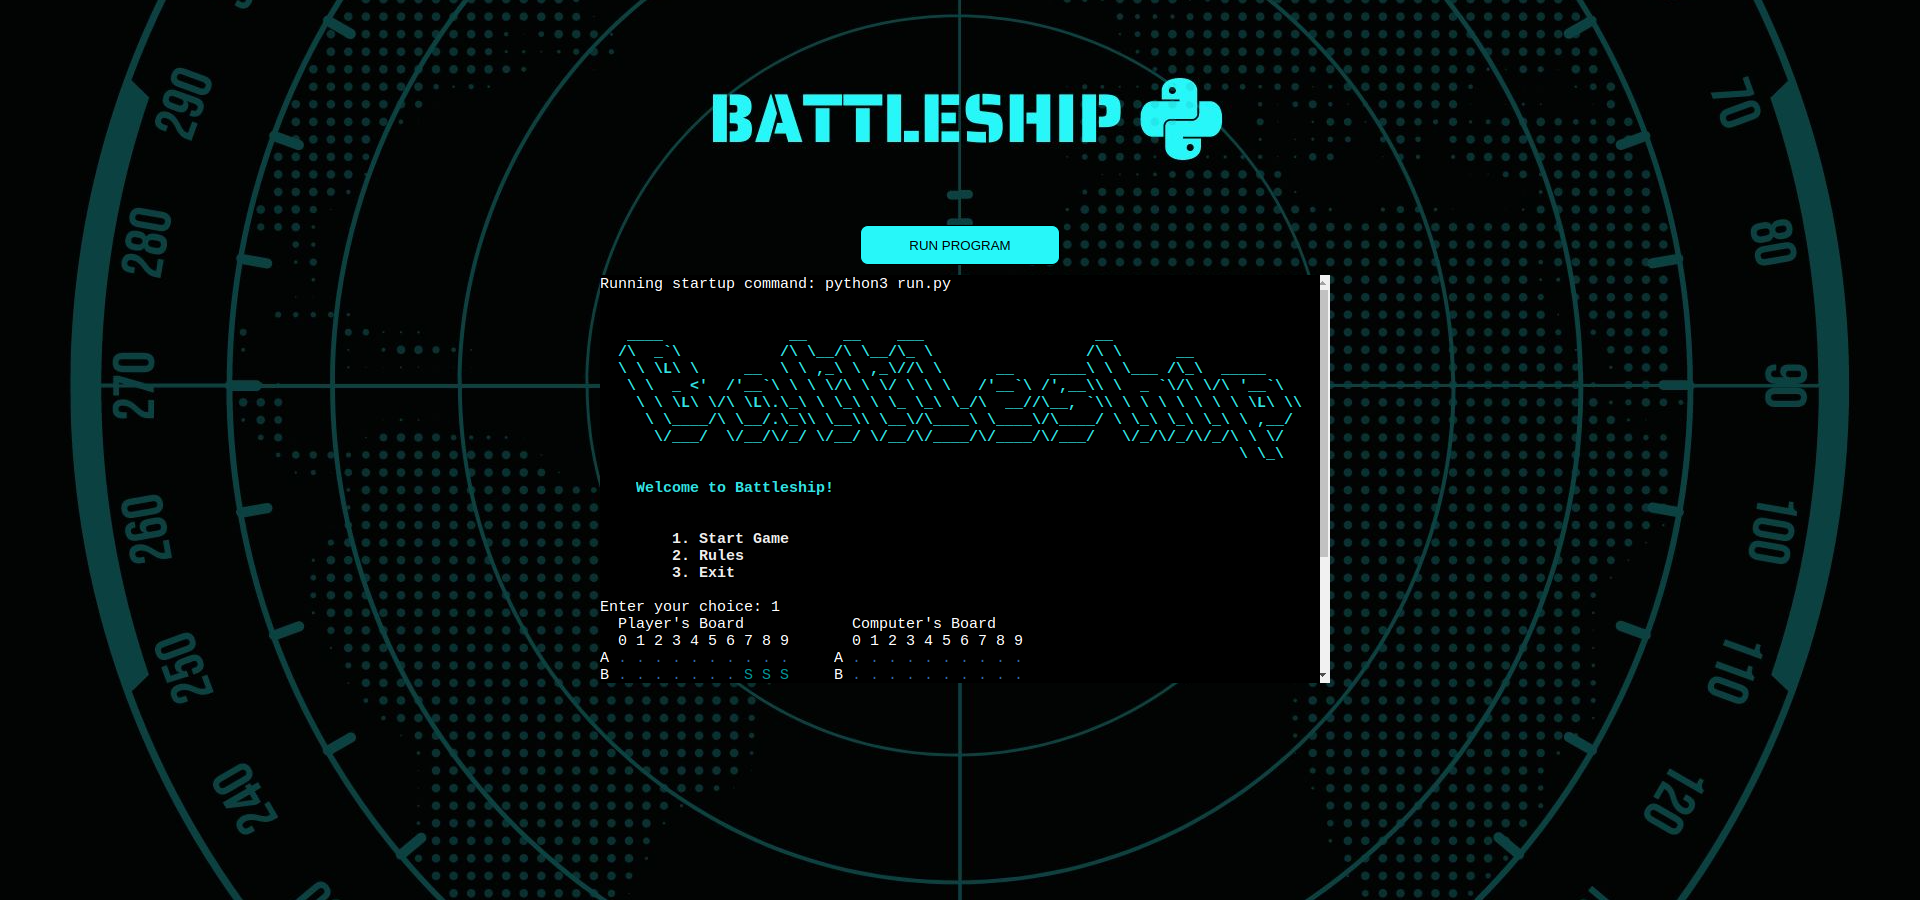 BATTLESHIP
RUN PROGRAM
Running startup command: python3 run.py
Welcome to Battleship!
1. Start Game
2. Rules
3. Exit
Enter your choice: 1
Player's Board Computer's Board
0 1 2 3 4 5 6 7 8 9 0 1 2 3 4 5 6 7 8 9
A . . . . . . . . . . A . . . . . . . . . .
B . . . . . . . S S S B . . . . . . . . . .
290
280
270
260
250
240
70
80
90
100
110
120